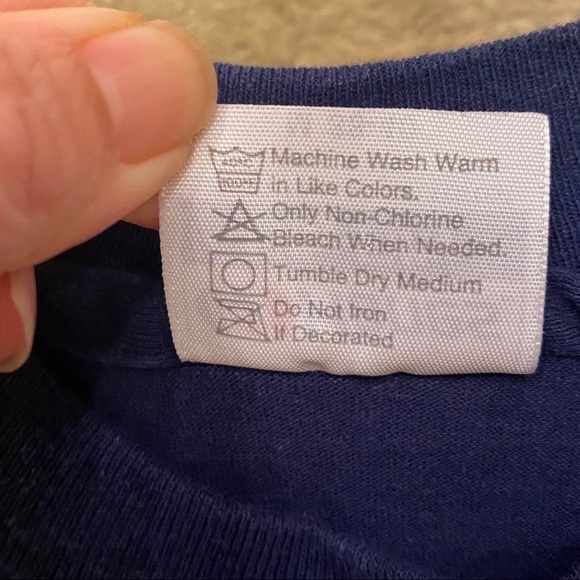 Machine Wash Warm
in Like Colors.
Only Non-Chlorine
Bleach When Needed.
Tumble Dry Medium
Do Not Iron
If Decorated